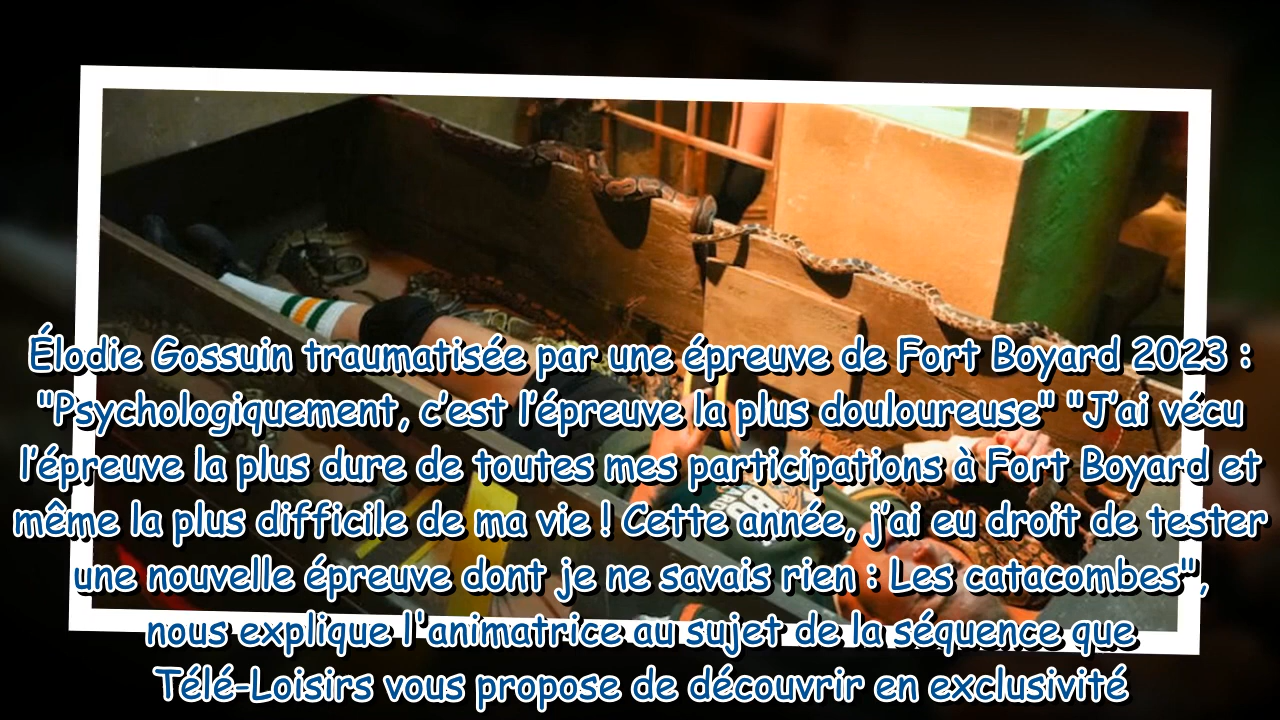 Élodie Gossuin traumatisée par une épreuve de Fort Boyard 2023 :
"Psychologiquement, c’est l’épreuve la plus douloureuse" "J’ai vécu
l’épreuve la plus dure de toutes mes participations à Fort Boyard et
même la plus difficile de ma vie ! Cette année, j’ai eu droit de tester
une nouvelle épreuve dont je ne savais rien : Les catacombes",
nous explique l'animatrice au sujet de la séquence que
Télé-Loisirs vous propose de découvrir en exclusivité